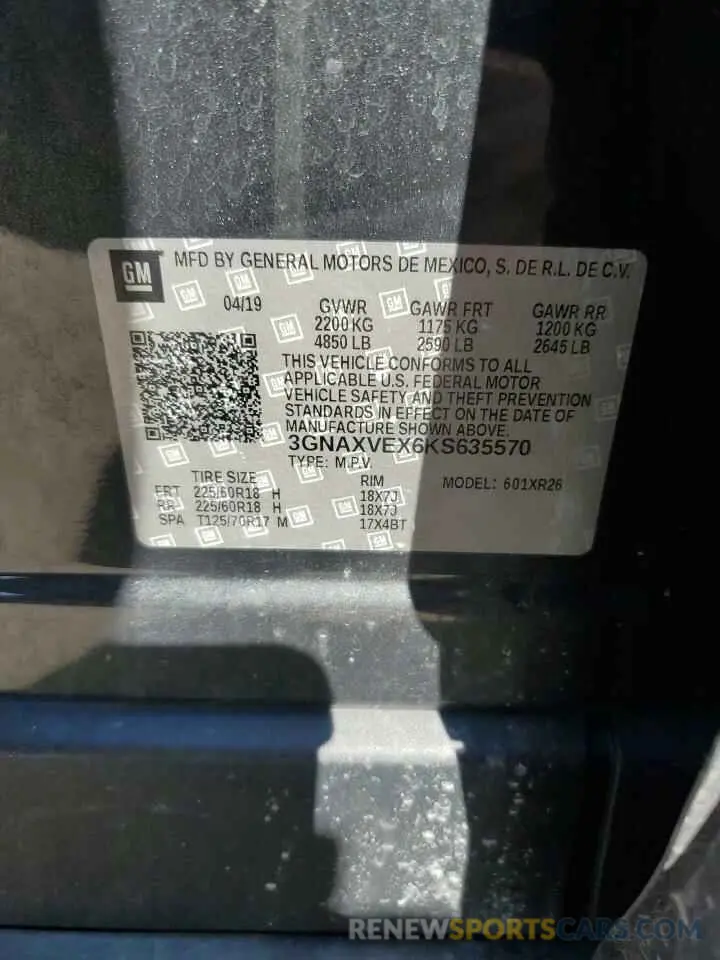 GM MFD BY GENERAL MOTORS DE MEXICO, S. DE R.L. DE C.V.
04/19 GVWR GAWR FRT GAWR RR
2200 KG 1175 KG 1200 KG
4850 LB 2590 LB 2645 LB
THIS VEHICLE CONFORMS TO ALL
APPLICABLE U.S. FEDERAL MOTOR
VEHICLE SAFETY AND THEFT PREVENTION
STANDARDS IN EFFECT ON THE DATE OF
MANUFACTURE SHOWN ABOVE.
3GNAXVEX6KS635570
TYPE: M.P.V.
TIRE SIZE RIM MODEL: 601XR26
FRT 225/60R18 H 18X7J
RR 225/60R18 H 18X7J
SPA T125/70R17 M 17X4BT
RENEWSPORTSCARS.COM